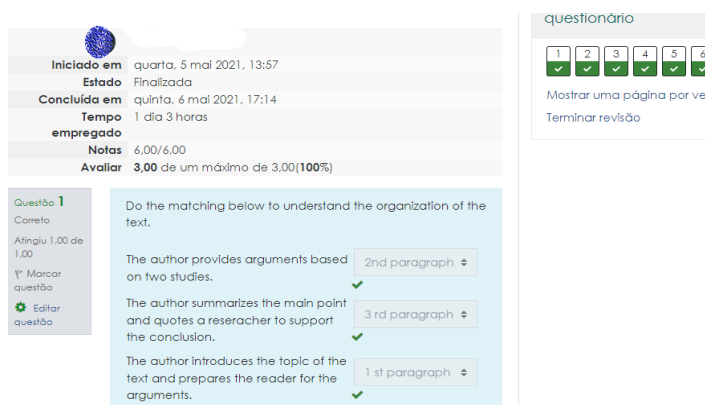 questionário
1 2 3 4 5 6
Mostrar uma página por ve
Terminar revisão
Iniciado em quarta, 5 mai 2021, 13:57
Estado Finalizada
Concluída em quinta, 6 mai 2021, 17:14
Tempo 1 dia 3 horas
empregado
Notas 6,00/6,00
Avaliar 3,00 de um máximo de 3,00(100%)
Questão 1
Correto
Atingiu 1,00 de
1,00
Marcar
questão
Editar
questão
Do the matching below to understand the organization of the
text.
The author provides arguments based
on two studies.
2nd paragraph
The author summarizes the main point
and quotes a reseracher to support
the conclusion.
3 rd paragraph
The author introduces the topic of the
text and prepares the reader for the
arguments.
1 st paragraph